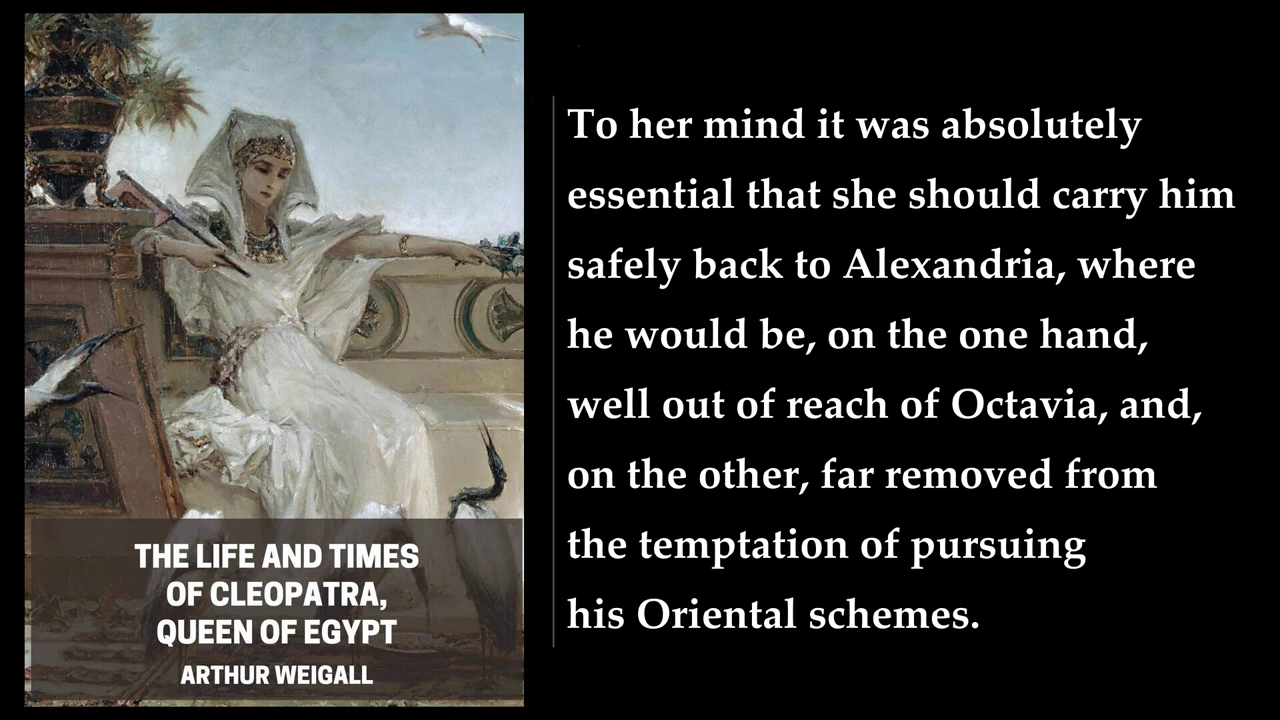 THE LIFE AND TIMES
OF CLEOPATRA,
QUEEN OF EGYPT
ARTHUR WEIGALL
To her mind it was absolutely
essential that she should carry him
safely back to Alexandria, where
he would be, on the one hand,
well out of reach of Octavia, and,
on the other, far removed from
the temptation of pursuing
his Oriental schemes.